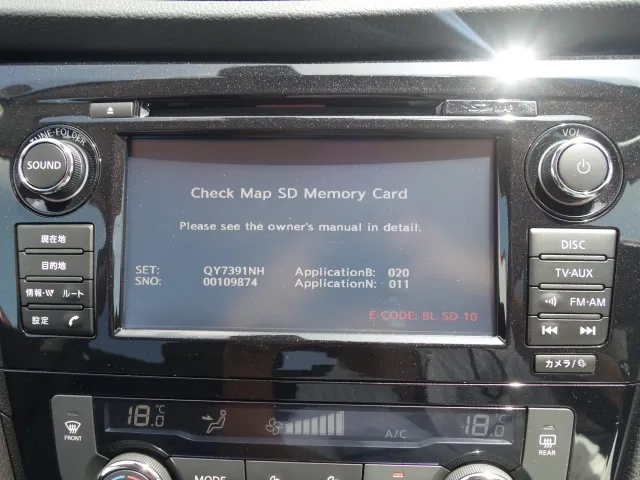 TUNE·FOLDER
SOUND
現在地
目的地
情報・VICS ルート
設定
Check Map SD Memory Card
Please see the owner's manual in detail.
SET: QY7391NH ApplicationB: 020
SNO: 00109874 ApplicationN: 011
E-CODE: BL-SD-10
VOL
DISC
TV·AUX
FM·AM
カメラ/
FRONT
18.0 °C
A/C
18.0 °C
REAR
MODE